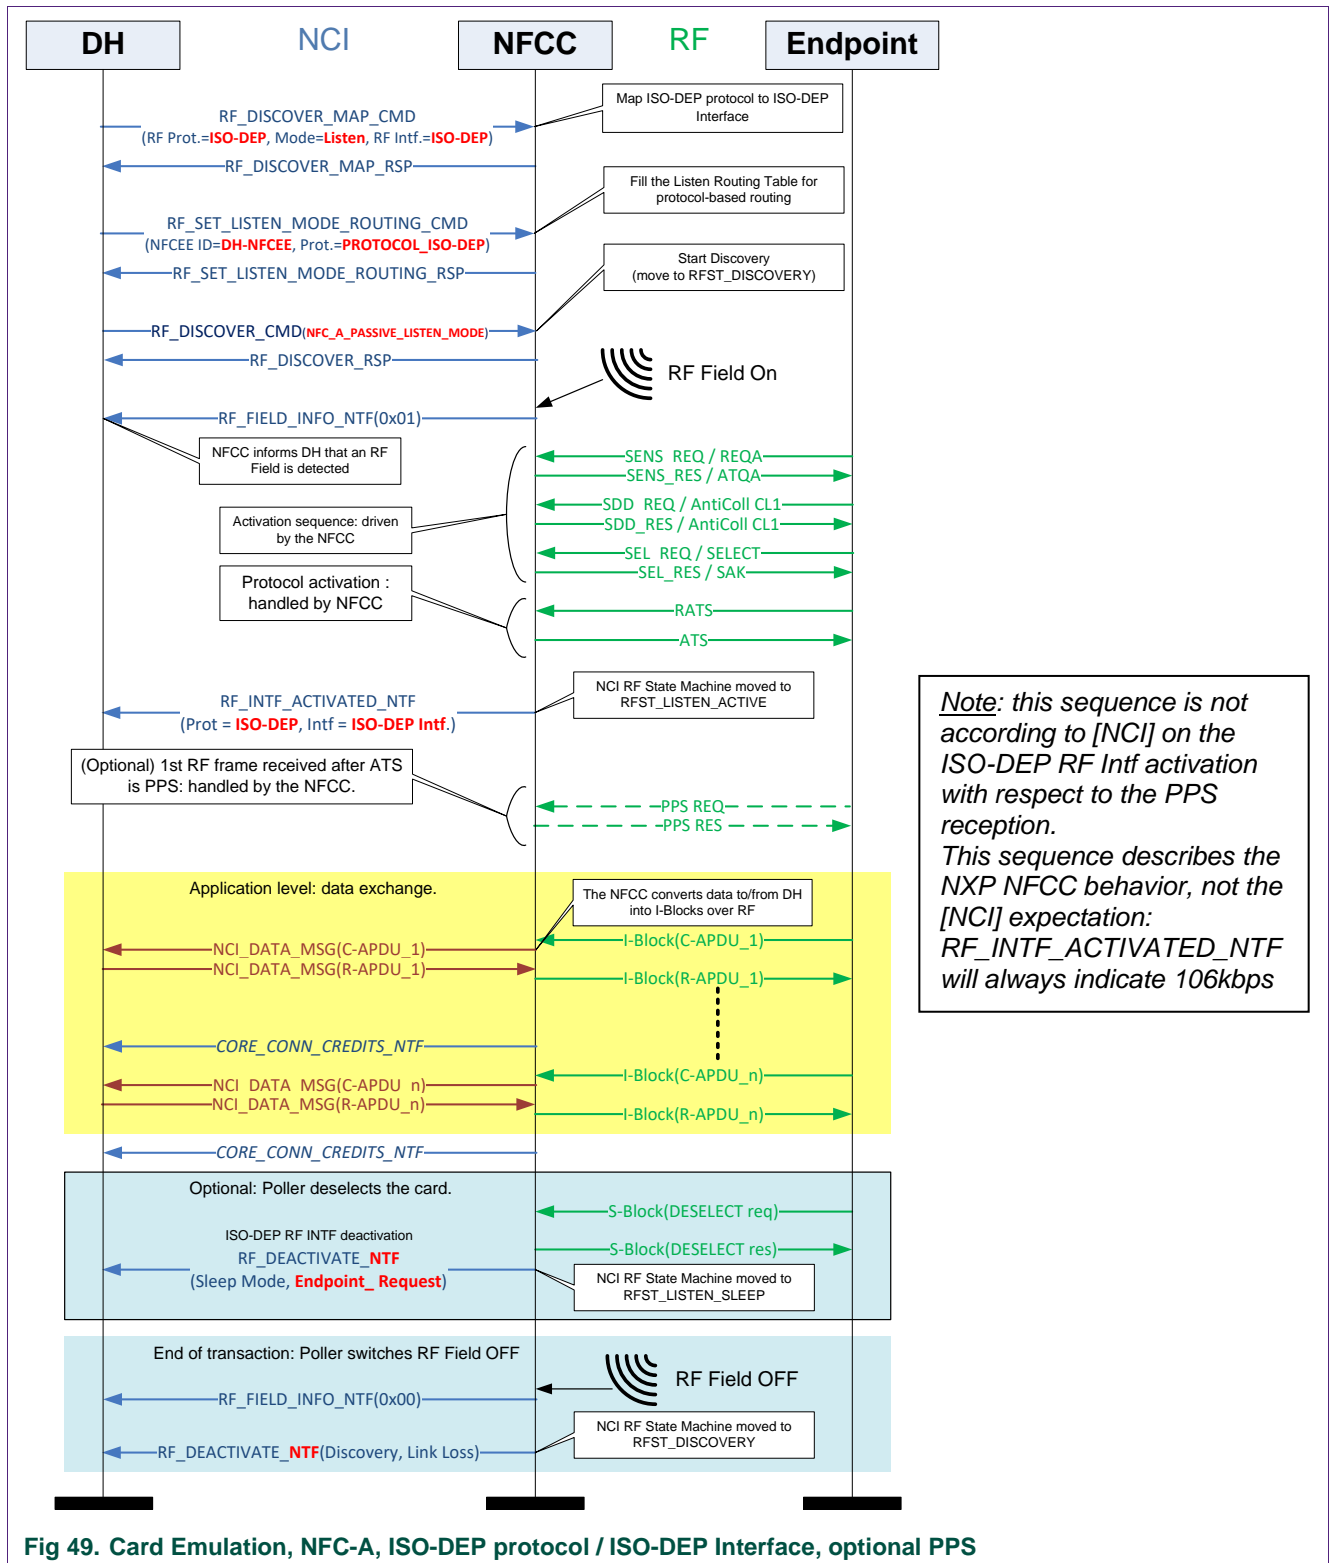 DH
NCI
NFCC
RF
Endpoint
Map ISO-DEP protocol to ISO-DEP
Interface
RF_DISCOVER_MAP_CMD
(RF Prot.=ISO-DEP, Mode=Listen, RF Intf.=ISO-DEP)
RF_DISCOVER_MAP_RSP
Fill the Listen Routing Table for
protocol-based routing
RF_SET_LISTEN_MODE_ROUTING_CMD
(NFCEE ID=DH-NFCEE, Prot.=PROTOCOL_ISO-DEP)
RF_SET_LISTEN_MODE_ROUTING_RSP
Start Discovery
(move to RFST_DISCOVERY)
RF_DISCOVER_CMD(NFC_A_PASSIVE_LISTEN_MODE)
RF_DISCOVER_RSP
RF Field On
RF_FIELD_INFO_NTF(0x01)
NFCC informs DH that an RF
Field is detected
SENS REQ / REQA
SENS_RES / ATQA
SDD REQ / AntiColl CL1
SDD_RES / AntiColl CL1
Activation sequence: driven
by the NFCC
SEL REQ / SELECT
SEL_RES / SAK
Protocol activation :
handled by NFCC
RATS
ATS
NCI RF State Machine moved to
RFST_LISTEN_ACTIVE
RF_INTF_ACTIVATED_NTF
(Prot = ISO-DEP, Intf = ISO-DEP Intf.)
(Optional) 1st RF frame received after ATS
is PPS: handled by the NFCC.
PPS REQ
PPS RES
Note: this sequence is not
according to [NCI] on the
ISO-DEP RF Intf activation
with respect to the PPS
reception.
This sequence describes the
NXP NFCC behavior, not the
[NCI] expectation:
RF_INTF_ACTIVATED_NTF
will always indicate 106kbps
Application level: data exchange.
The NFCC converts data to/from DH
into I-Blocks over RF
I-Block(C-APDU_1)
NCI_DATA_MSG(C-APDU_1)
NCI_DATA_MSG(R-APDU_1)
I-Block(R-APDU_1)
CORE_CONN_CREDITS_NTF
I-Block(C-APDU_n)
NCI DATA MSG(C-APDU n)
NCI_DATA_MSG(R-APDU_n)
I-Block(R-APDU_n)
CORE_CONN_CREDITS_NTF
Optional: Poller deselects the card.
S-Block(DESELECT req)
ISO-DEP RF INTF deactivation
RF_DEACTIVATE_NTF
(Sleep Mode, Endpoint_ Request)
S-Block(DESELECT res)
NCI RF State Machine moved to
RFST_LISTEN_SLEEP
End of transaction: Poller switches RF Field OFF
RF Field OFF
RF_FIELD_INFO_NTF(0x00)
NCI RF State Machine moved to
RFST_DISCOVERY
RF_DEACTIVATE_NTF(Discovery, Link Loss)
Fig 49. Card Emulation, NFC-A, ISO-DEP protocol / ISO-DEP Interface, optional PPS